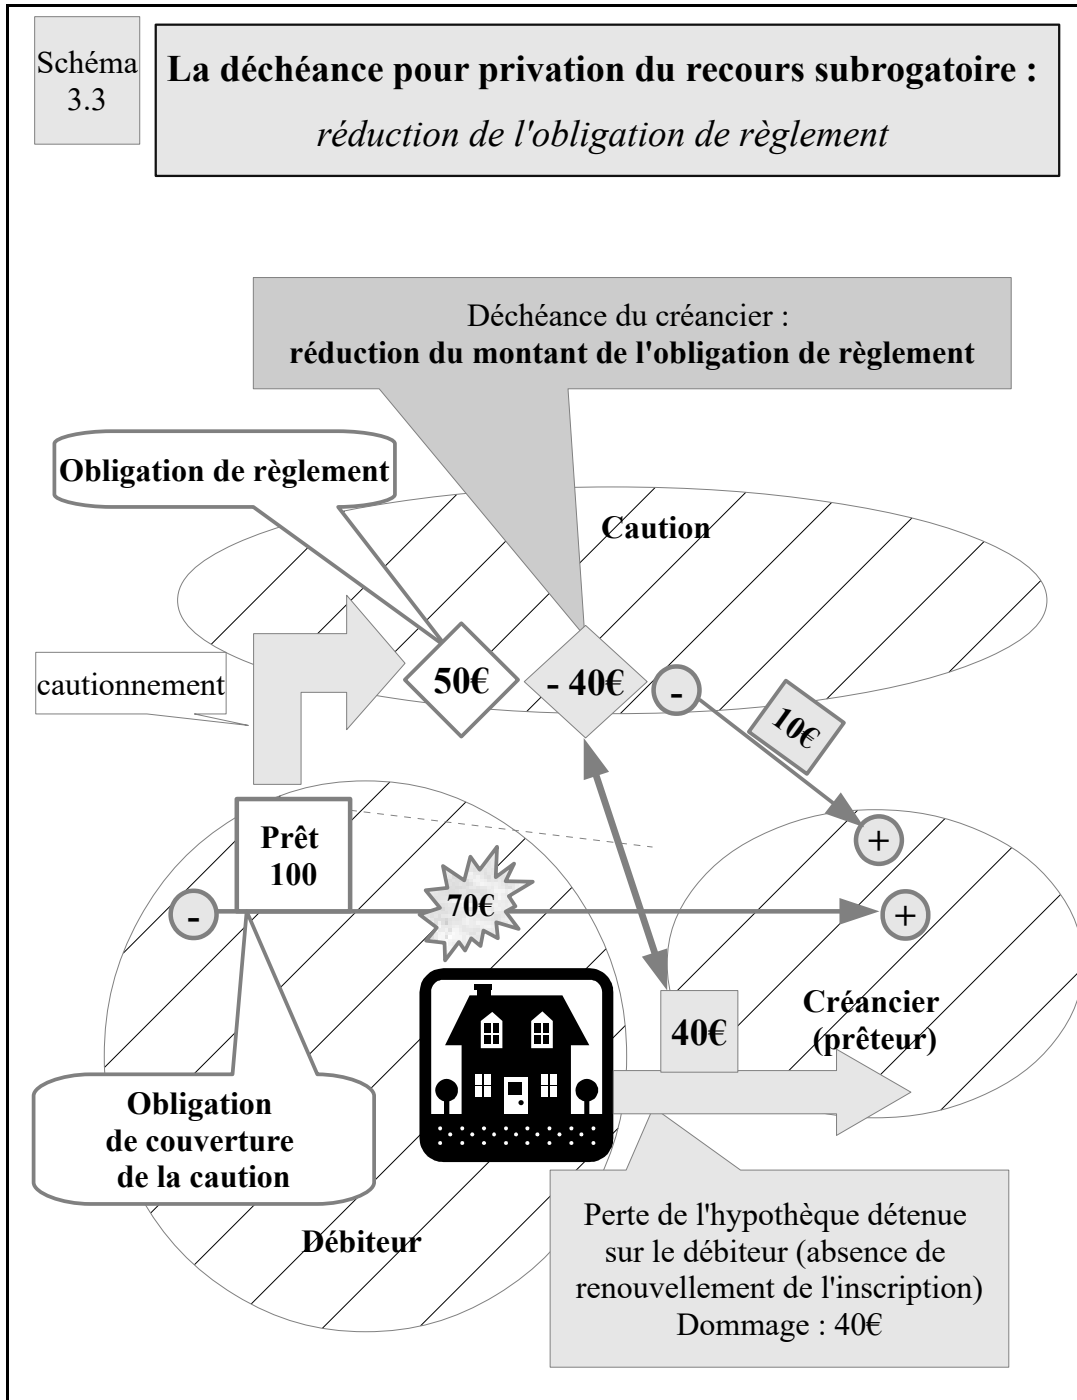 Schéma
3.3
La déchéance pour privation du recours subrogatoire :
réduction de l'obligation de règlement
Déchéance du créancier :
réduction du montant de l'obligation de règlement
Obligation de règlement
Caution
cautionnement
50€
- 40€
-
10€
Prêt
100
+
-
70€
+
40€
Créancier
(prêteur)
Obligation
de couverture
de la caution
Débiteur
Perte de l'hypothèque détenue
sur le débiteur (absence de
renouvellement de l'inscription)
Dommage : 40€